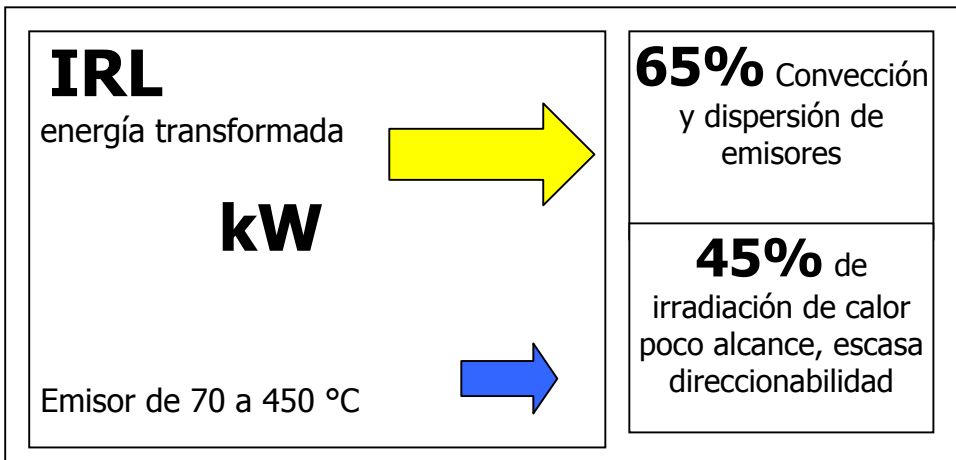 IRL
energía transformada
kW
Emisor de 70 a 450 °C
65% Convección
y dispersión de
emisores
45% de
irradiación de calor
poco alcance, escasa
direccionabilidad